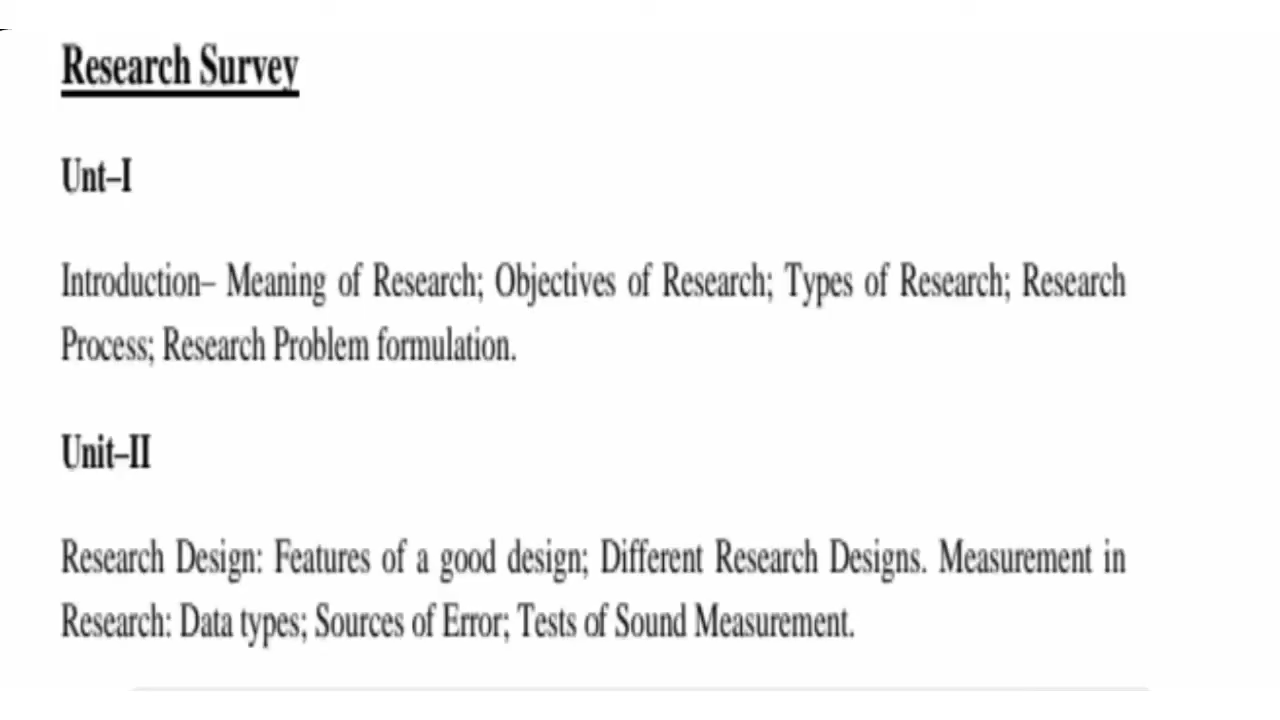 Research Survey
Unt–I
Introduction– Meaning of Research; Objectives of Research; Types of Research; Research
Process; Research Problem formulation.
Unit–II
Research Design: Features of a good design; Different Research Designs. Measurement in
Research: Data types; Sources of Error; Tests of Sound Measurement.